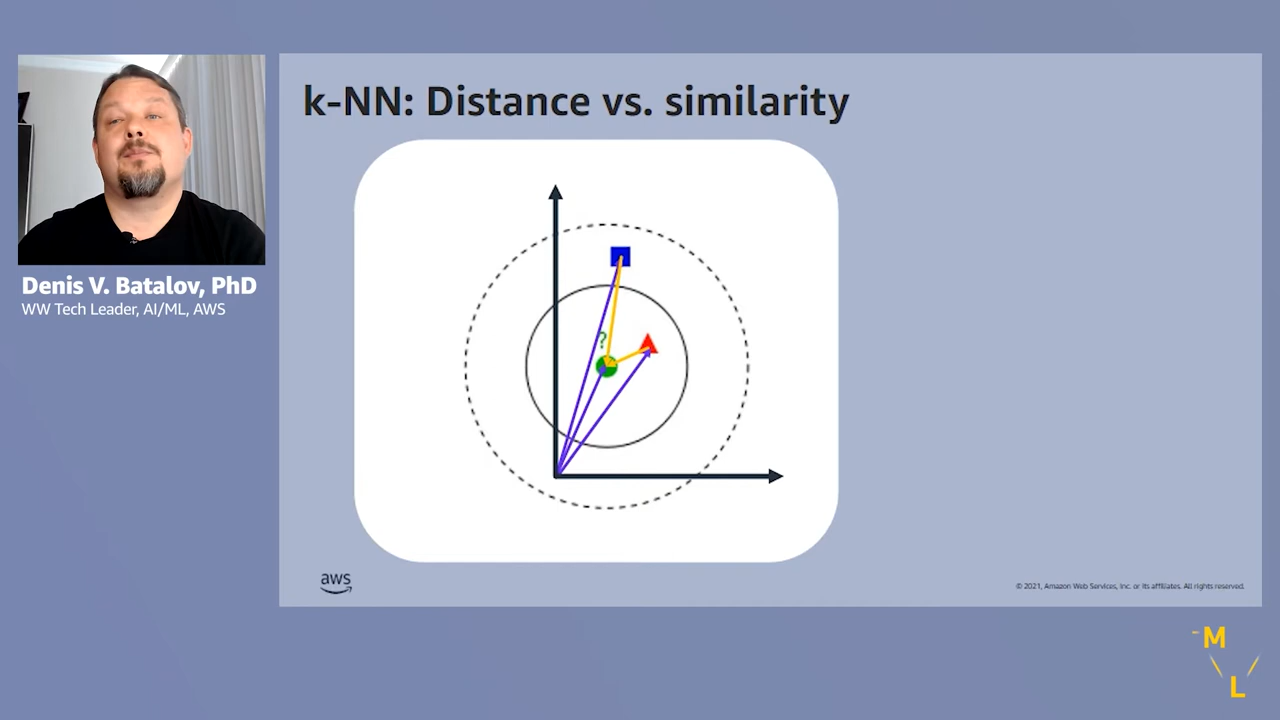 k-NN: Distance vs. similarity
Denis V. Batalov, PhD
WW Tech Leader, AI/ML, AWS
?
aws
© 2021, Amazon Web Services, Inc. or its affiliates. All rights reserved.
M
L